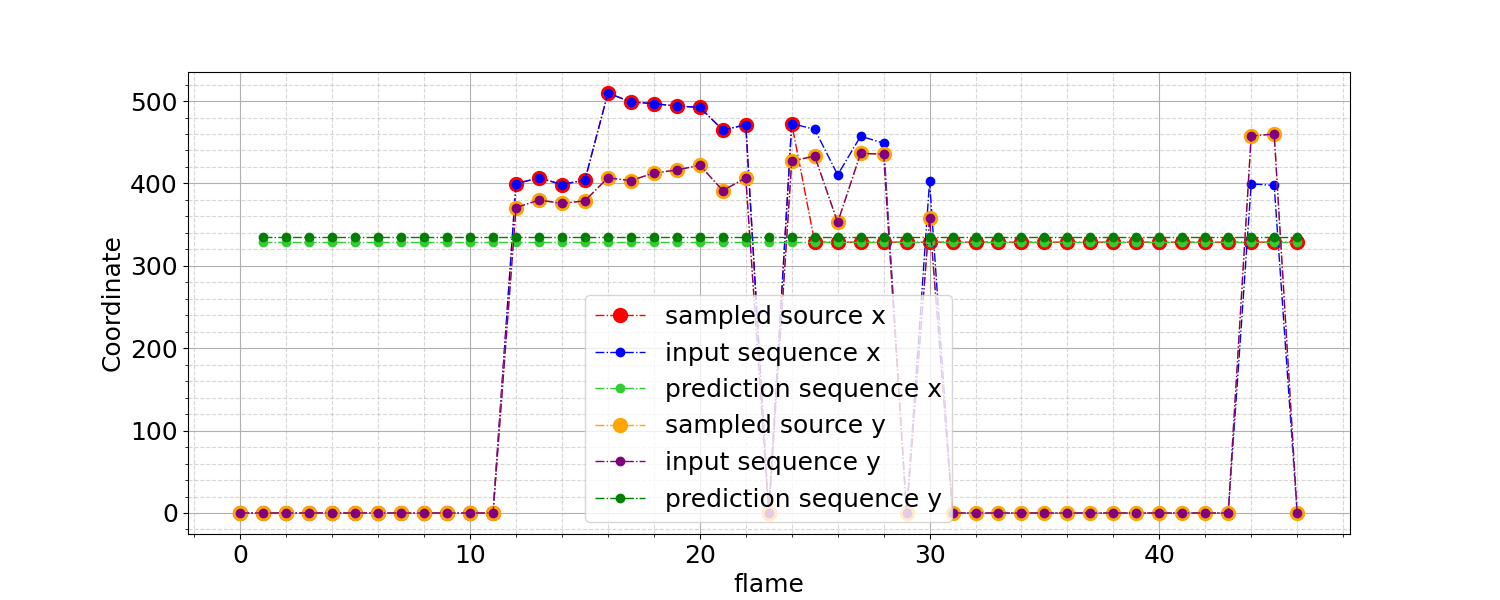 500
400
300
200
100
0
Coordinate
sampled source x
input sequence x
prediction sequence x
sampled source y
input sequence y
prediction sequence y
0 10 20 30 40
flame